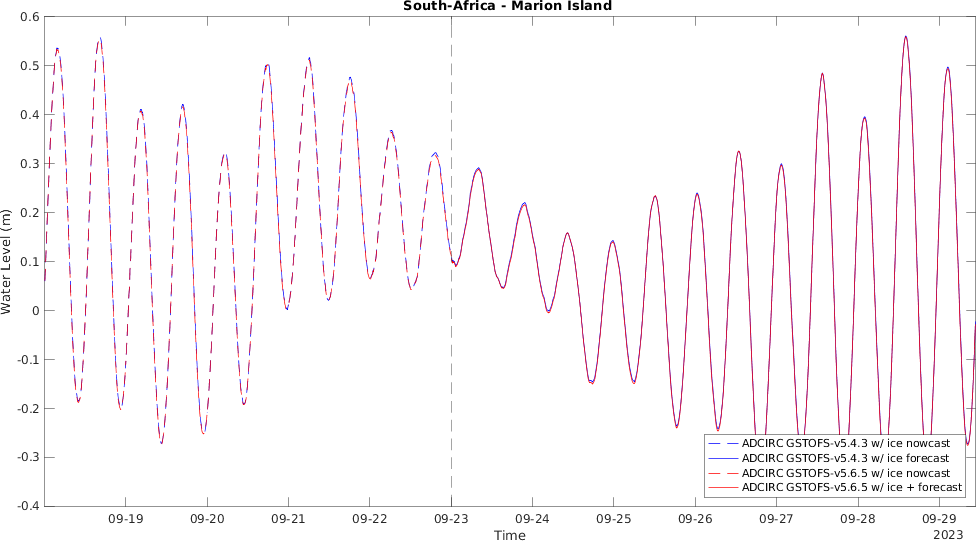 South-Africa - Marion Island
0.6
0.5
0.4
0.3
0.2
0.1
0
-0.1
-0.2
-0.3
-0.4
Water Level (m)
ADCIRC GSTOFS-v5.4.3 w/ ice nowcast
ADCIRC GSTOFS-v5.4.3 w/ ice forecast
ADCIRC GSTOFS-v5.6.5 w/ ice nowcast
ADCIRC GSTOFS-v5.6.5 w/ ice + forecast
09-19 09-20 09-21 09-22 09-23 09-24 09-25 09-26 09-27 09-28 09-29
Time
2023